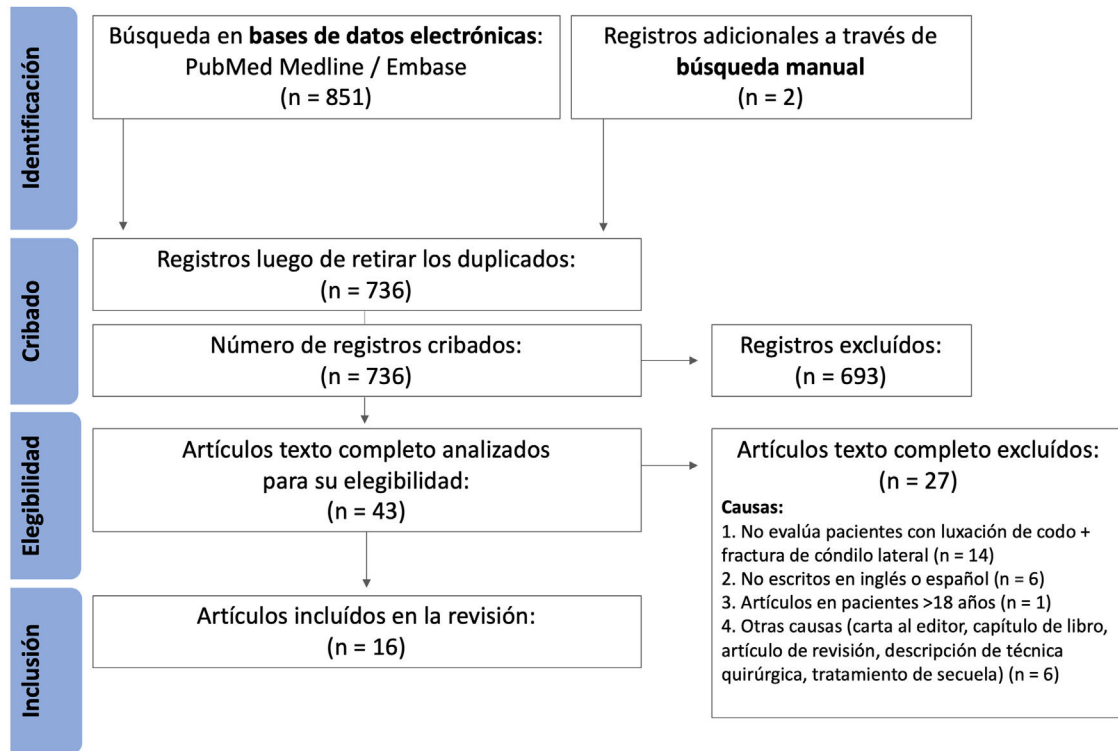 Identificación
Búsqueda en bases de datos electrónicas:
PubMed Medline / Embase
(n = 851)
Registros adicionales a través de
búsqueda manual
(n = 2)
Cribado
Registros luego de retirar los duplicados:
(n = 736)
Número de registros cribados:
(n = 736)
Registros excluídos:
(n = 693)
Elegibilidad
Artículos texto completo analizados
para su elegibilidad:
(n = 43)
Artículos texto completo excluídos:
(n = 27)
Causas:
1. No evalúa pacientes con luxación de codo +
fractura de cóndilo lateral (n = 14)
2. No escritos en inglés o español (n = 6)
3. Artículos en pacientes >18 años (n = 1)
4. Otras causas (carta al editor, capítulo de libro,
artículo de revisión, descripción de técnica
quirúrgica, tratamiento de secuela) (n = 6)
Inclusión
Artículos incluídos en la revisión:
(n = 16)